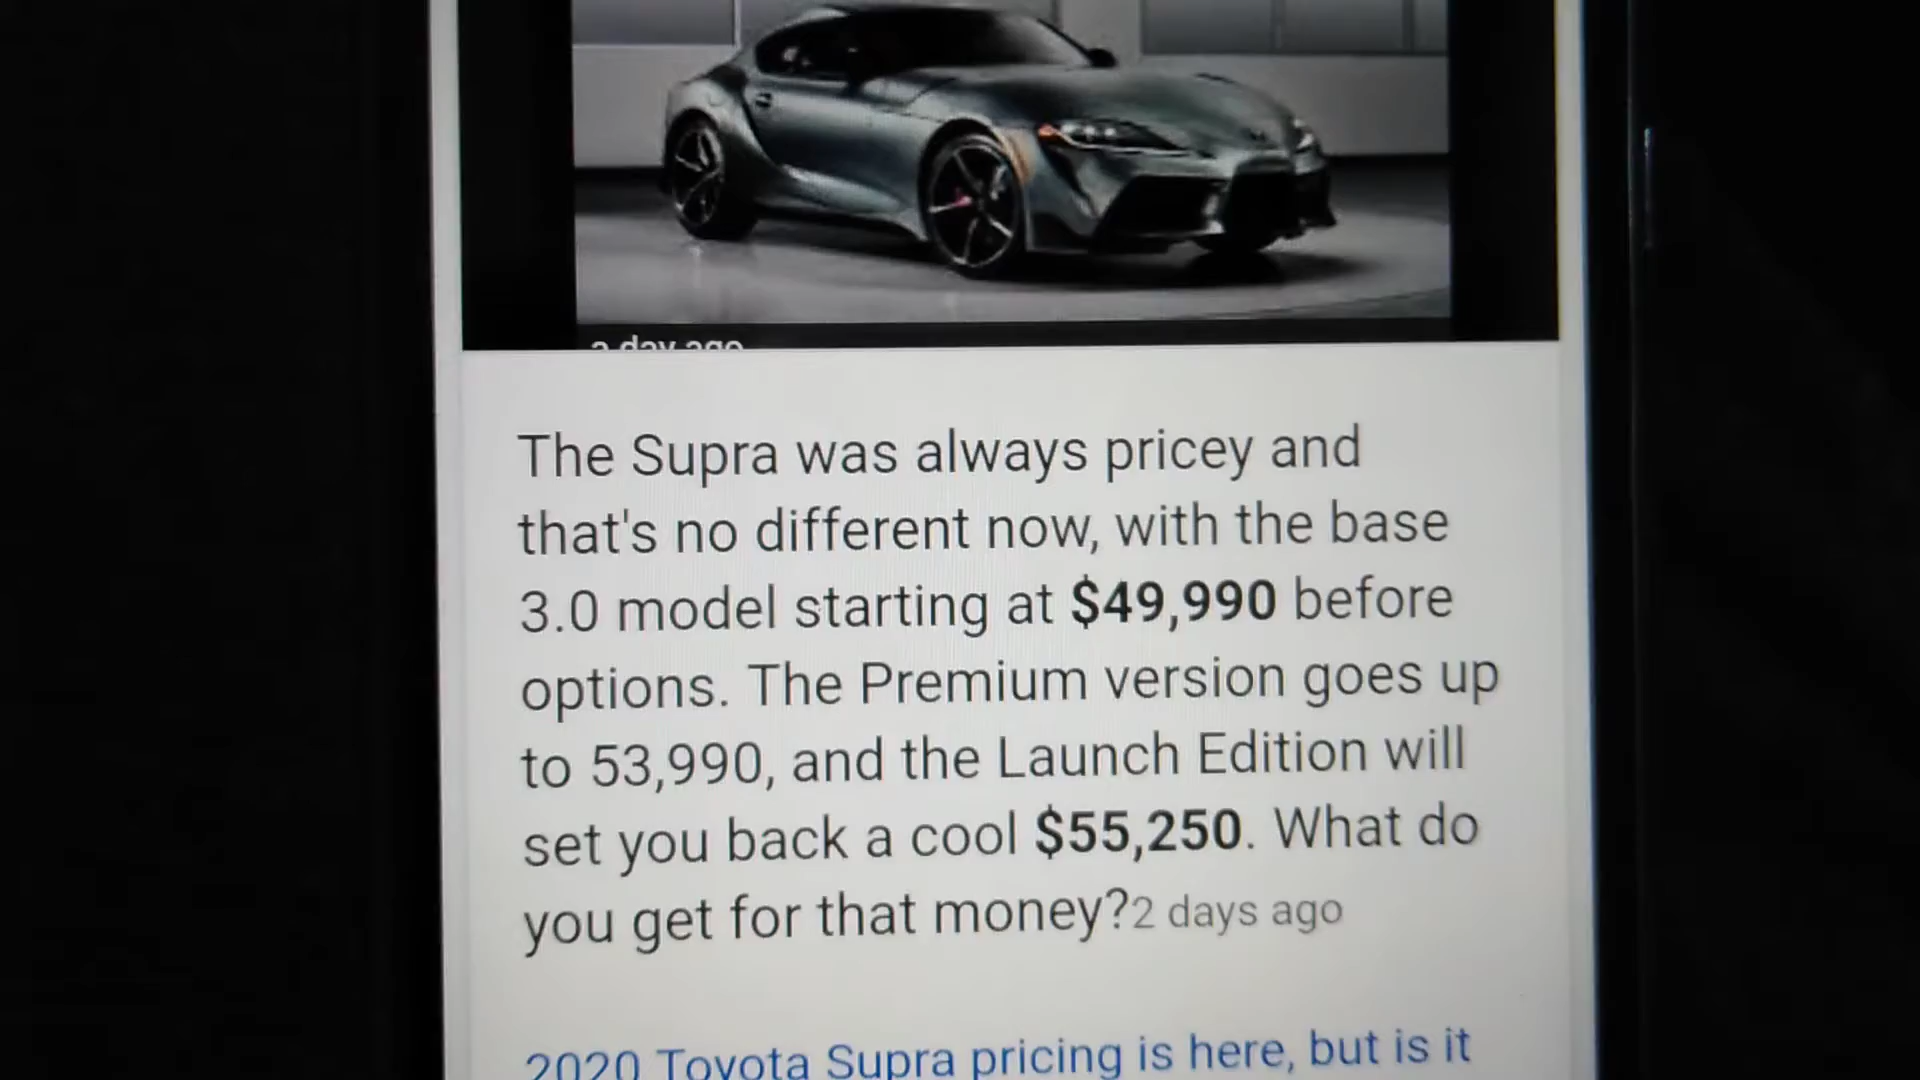 a day ago
The Supra was always pricey and
that's no different now, with the base
3.0 model starting at $49,990 before
options. The Premium version goes up
to 53,990, and the Launch Edition will
set you back a cool $55,250. What do
you get for that money?2 days ago
2020 Toyota Supra pricing is here, but is it